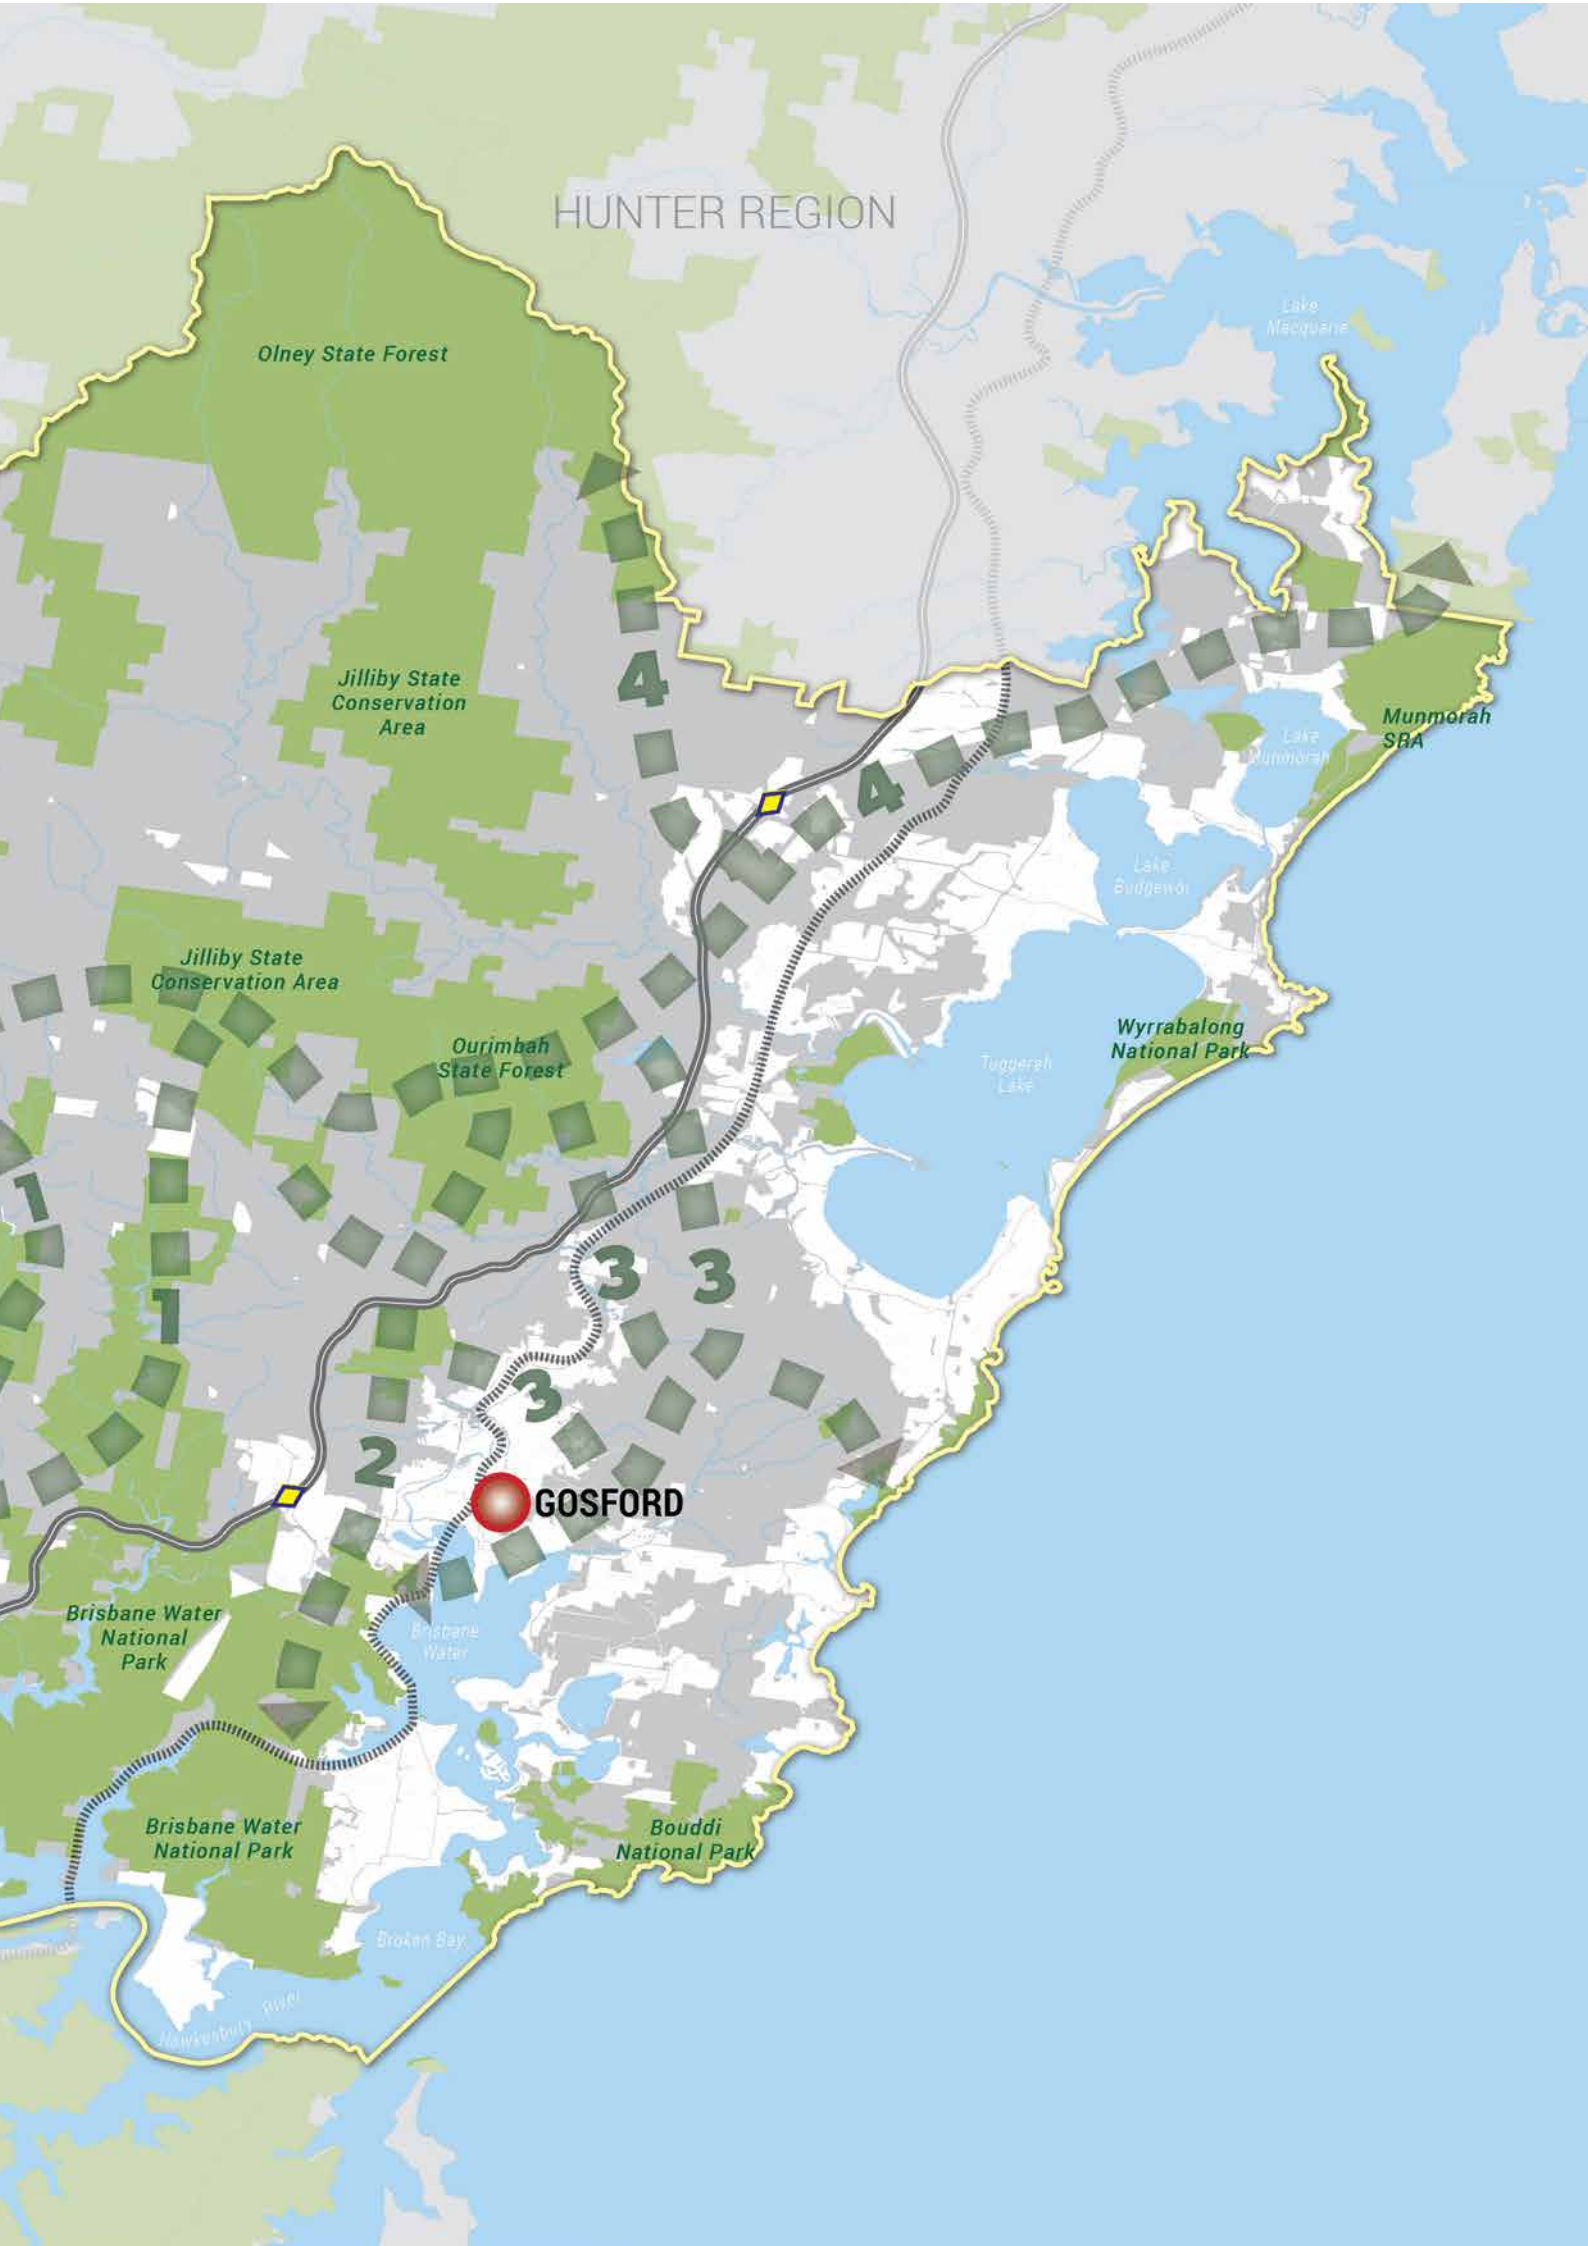 HUNTER REGION
Lake
Macquarie
Olney State Forest
4
Jilliby State
Conservation
Area
Munmorah
SRA
Lake
Munmorah
4
Lake
Budgewoi
Jilliby State
Conservation Area
Ourimbah
State Forest
Wyrrabalong
National Park
Tuggerah
Lake
1
3
3
1
3
2
GOSFORD
Brisbane Water
National
Park
Brisbane
Water
Brisbane Water
National Park
Bouddi
National Park
Broken Bay
Hawkesbury River